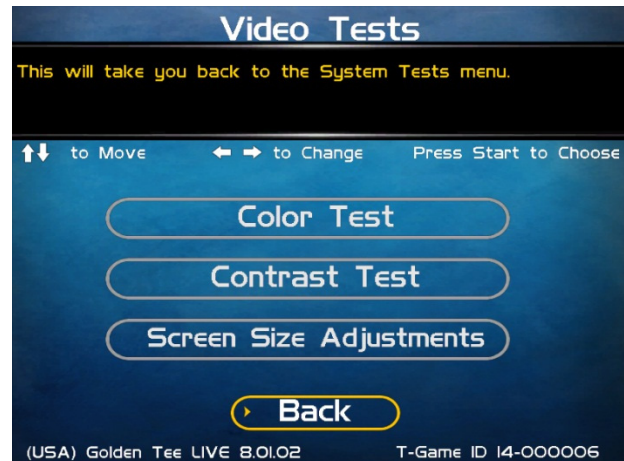 Video Tests
This will take you back to the System Tests menu.
to Move to Change Press Start to Choose
Color Test
Contrast Test
Screen Size Adjustments
Back
(USA) Golden Tee LIVE 8.01.02 T-Game ID 14-000006